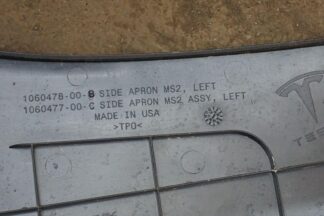 1060478-00-B SIDE APRON MS2, LEFT
1060477-00-C SIDE APRON MS2 ASSY, LEFT
MADE IN USA
>TPO<